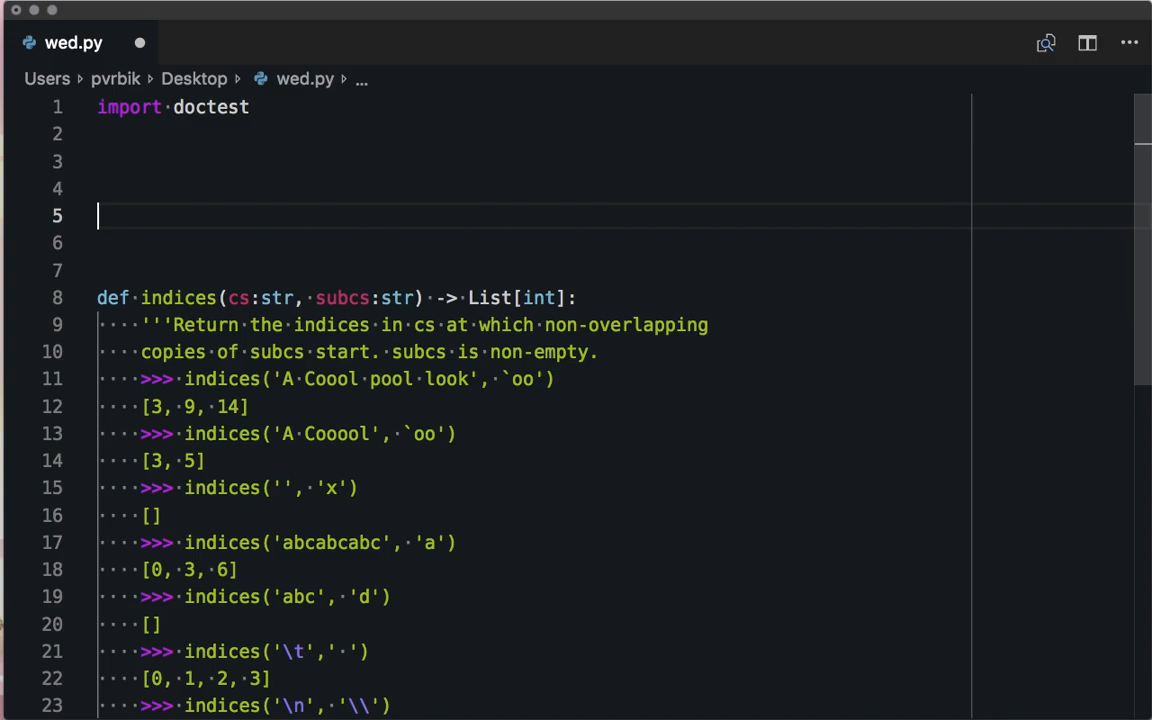 wed.py
Users pvrbik Desktop wed.py ...
1 import doctest
2
3
4
5
6
7
8 def indices(cs:str, subcs:str) -> List[int]:
9 '''Return the indices in cs at which non-overlapping
10 copies of subcs start. subcs is non-empty.
11 >>> indices('A Coool pool look', `oo')
12 [3, 9, 14]
13 >>> indices('A Cooool', `oo')
14 [3, 5]
15 >>> indices('', 'x')
16 []
17 >>> indices('abcabcabc', 'a')
18 [0, 3, 6]
19 >>> indices('abc', 'd')
20 []
21 >>> indices('\t',' ')
22 [0, 1, 2, 3]
23 >>> indices('\n', '\\')